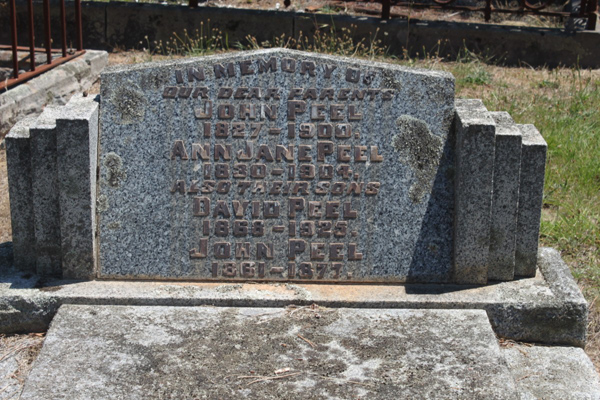 IN MEMORY OF
OUR DEAR PARENTS
JOHN PEEL
1827-1900.
ANN JANE PEEL
1830-1904.
ALSO THEIR SONS
DAVID PEEL
1868-1925.
JOHN PEEL
1861-1877.